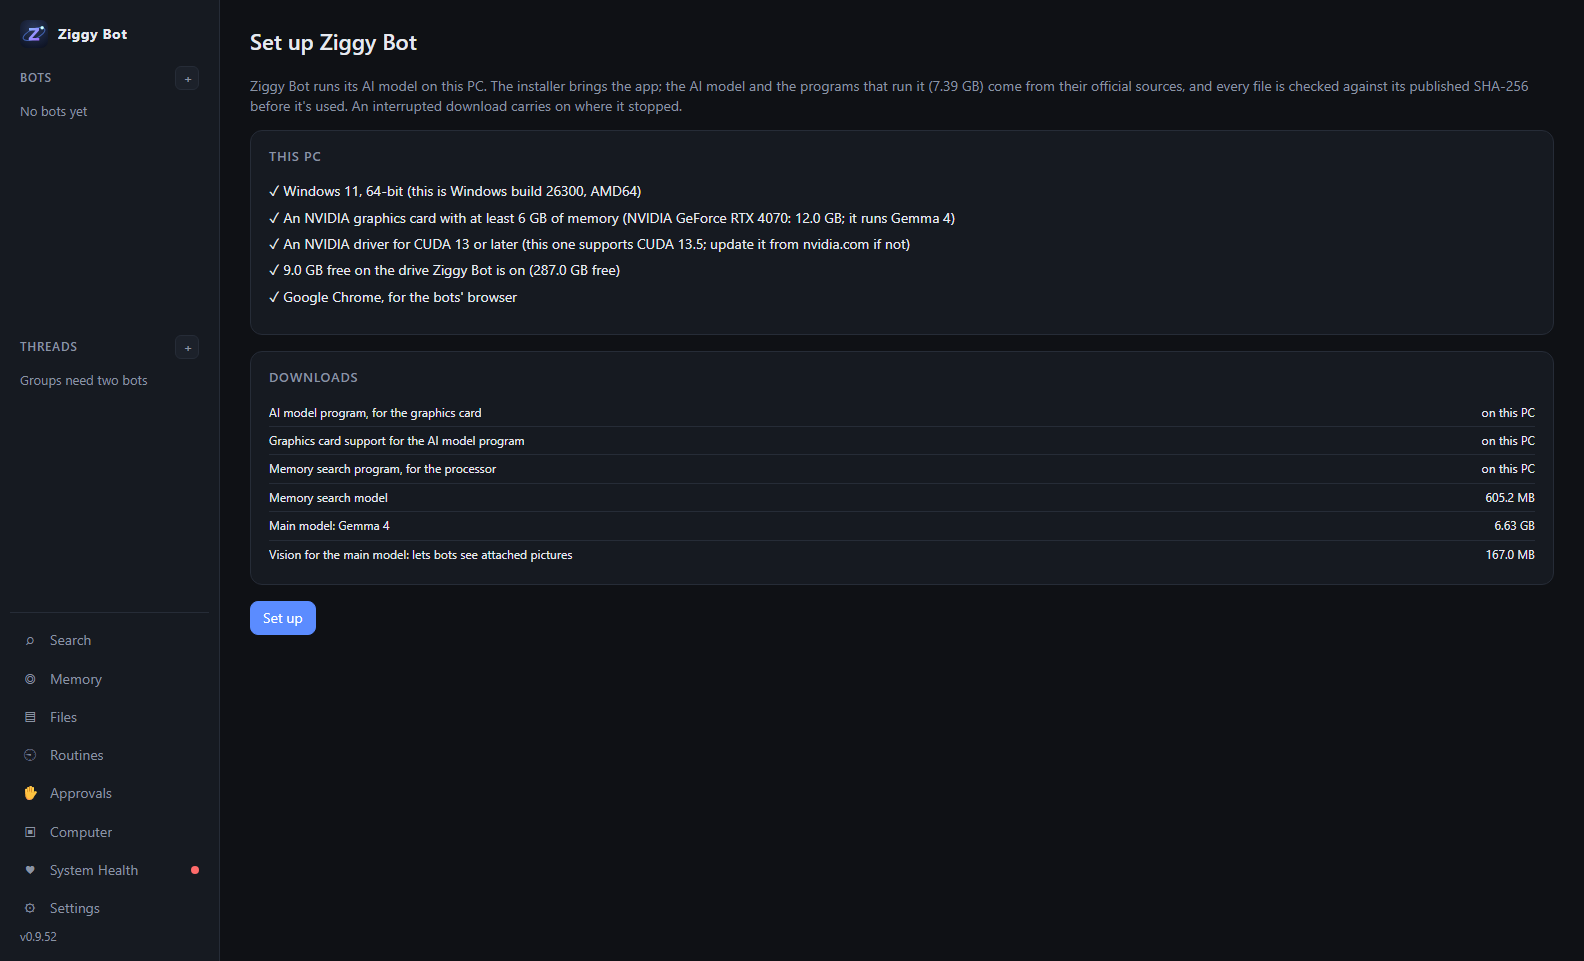 Ziggy Bot
BOTS
+
No bots yet
THREADS
+
Groups need two bots
Search
Memory
Files
Routines
Approvals
Computer
System Health
Settings
v0.9.52
Set up Ziggy Bot
Ziggy Bot runs its AI model on this PC. The installer brings the app; the AI model and the programs that run it (7.39 GB) come from their official sources, and every file is checked against its published SHA-256
before it's used. An interrupted download carries on where it stopped.
THIS PC
✓ Windows 11, 64-bit (this is Windows build 26300, AMD64)
✓ An NVIDIA graphics card with at least 6 GB of memory (NVIDIA GeForce RTX 4070: 12.0 GB; it runs Gemma 4)
✓ An NVIDIA driver for CUDA 13 or later (this one supports CUDA 13.5; update it from nvidia.com if not)
✓ 9.0 GB free on the drive Ziggy Bot is on (287.0 GB free)
✓ Google Chrome, for the bots' browser
DOWNLOADS
AI model program, for the graphics card on this PC
Graphics card support for the AI model program on this PC
Memory search program, for the processor on this PC
Memory search model 605.2 MB
Main model: Gemma 4 6.63 GB
Vision for the main model: lets bots see attached pictures 167.0 MB
Set up